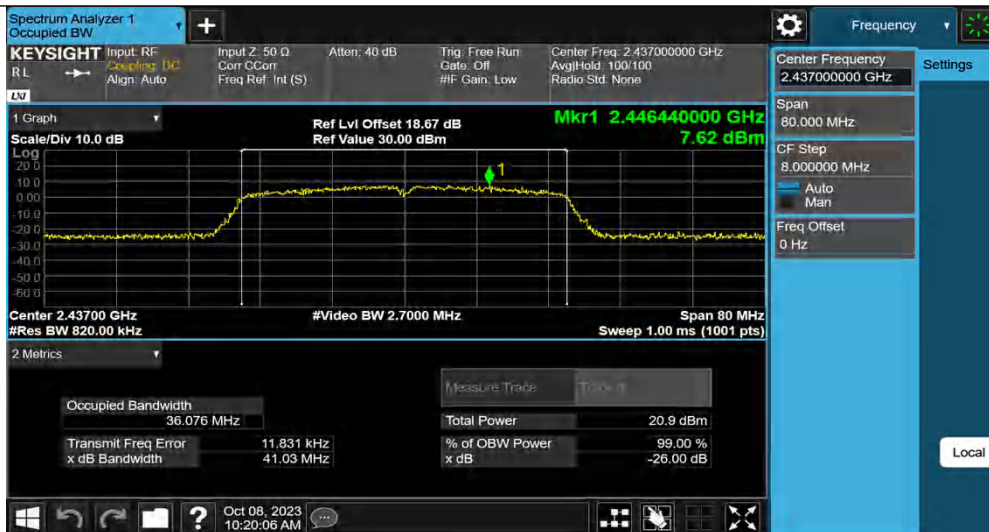 Spectrum Analyzer 1
Occupied BW
+
Frequency
KEYSIGHT
RL
LXI
Input: RF
Coupling: DC
Align: Auto
Input Z: 50 Ω
Corr CCorr
Freq Ref: Int (S)
Atten: 40 dB
Trig: Free Run
Gate: Off
#IF Gain: Low
Center Freq: 2.437000000 GHz
Avg|Hold: 100/100
Radio Std: None
Center Frequency
2.437000000 GHz
Settings
Span
80.000 MHz
CF Step
8.000000 MHz
Auto
Man
Freq Offset
0 Hz
Local
1 Graph
Scale/Div 10.0 dB
Ref Lvl Offset 18.67 dB
Ref Value 30.00 dBm
Mkr1 2.446440000 GHz
7.62 dBm
Log
20.0
10.0
0.00
-10.0
-20.0
-30.0
-40.0
-50.0
-60.0
1
Center 2.43700 GHz
#Res BW 820.00 kHz
#Video BW 2.7000 MHz
Span 80 MHz
Sweep 1.00 ms (1001 pts)
2 Metrics
Measure Trace
Occupied Bandwidth
36.076 MHz
Transmit Freq Error 11.831 kHz
x dB Bandwidth 41.03 MHz
Total Power 20.9 dBm
% of OBW Power 99.00 %
x dB -26.00 dB
?
Oct 08, 2023
10:20:06 AM